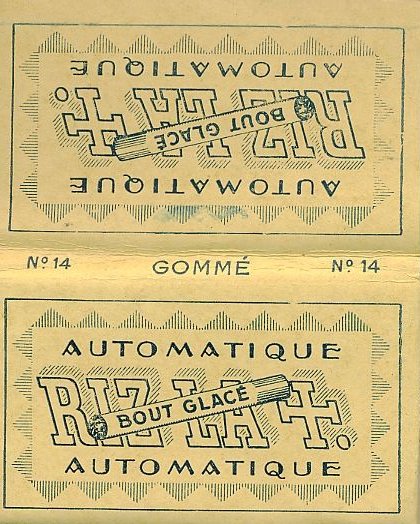 AUTOMATIQUE
RIZ LA +.
BOUT GLACÉ
AUTOMATIQUE
Nº 14 GOMMÉ Nº 14
AUTOMATIQUE
RIZ LA +.
BOUT GLACÉ
AUTOMATIQUE